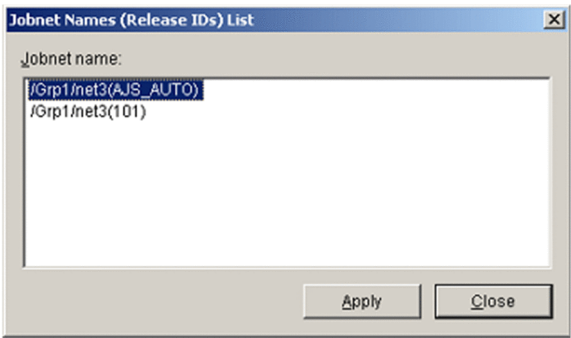 Jobnet Names (Release IDs) List
Jobnet name:
/Grp1/net3(AJS_AUTO)
/Grp1/net3(101)
Apply
Close